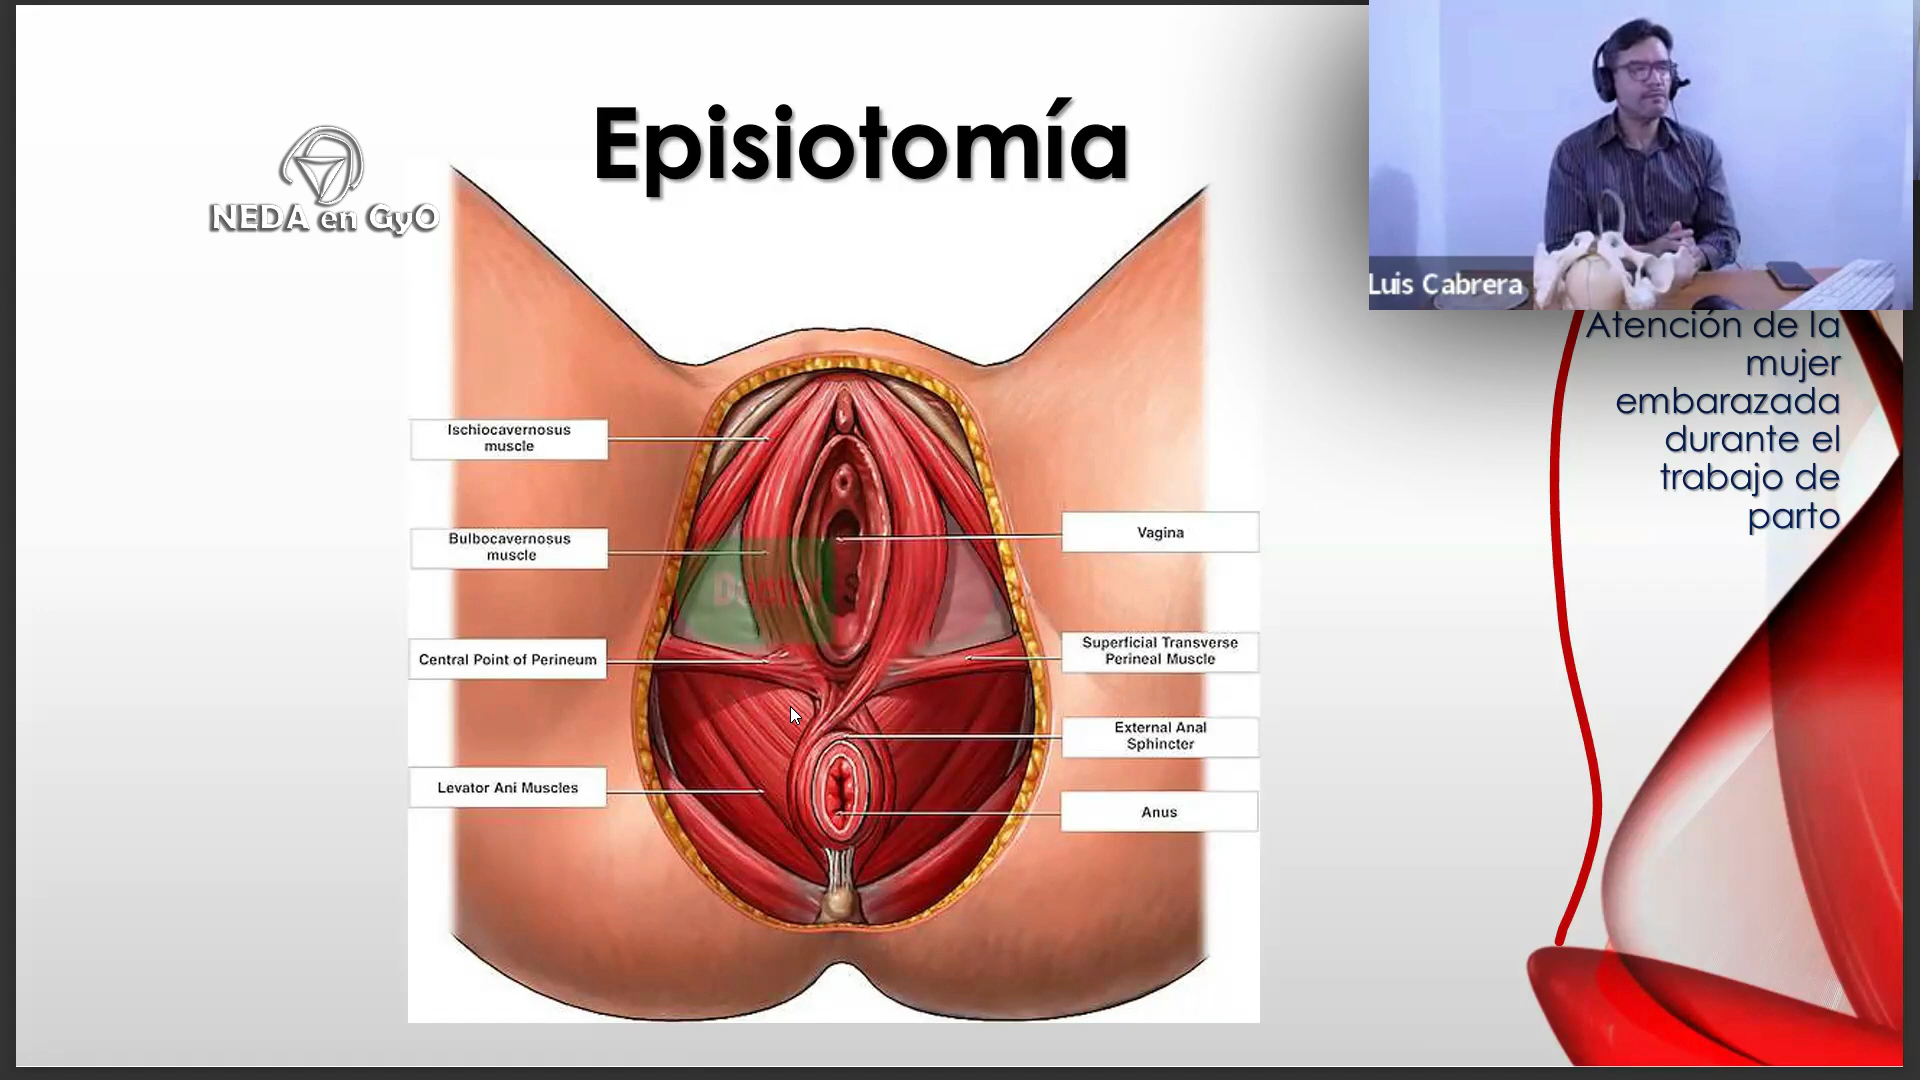 Episiotomía
NEDA en GyO
Luis Cabrera
Atención de la
mujer
embarazada
durante el
trabajo de
parto
Ischiocavernosus
muscle
Bulbocavernosus
muscle
Central Point of Perineum
Levator Ani Muscles
Vagina
Superficial Transverse
Perineal Muscle
External Anal
Sphincter
Anus